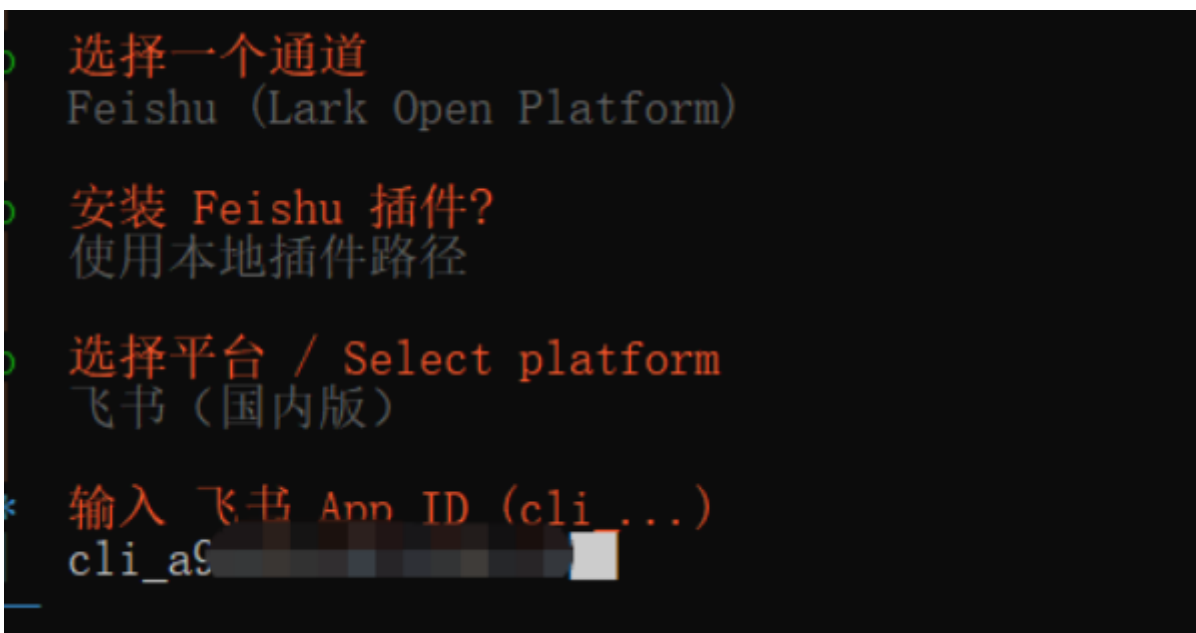 选择一个通道
Feishu (Lark Open Platform)
安装 Feishu 插件?
使用本地插件路径
选择平台 / Select platform
飞书（国内版）
输入 飞书 App ID (cli_...)
cli_a9